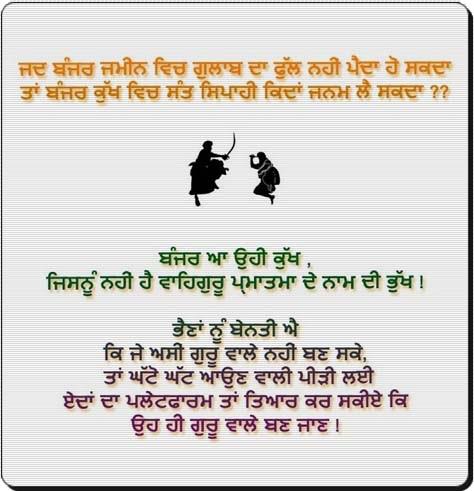 ਜਦ ਬੰਜਰ ਜਮੀਨ ਵਿਚ ਗੁਲਾਬ ਦਾ ਫੁੱਲ ਨਹੀ ਪੈਦਾ ਹੋ ਸਕਦਾ
ਤਾਂ ਬੰਜਰ ਕੁੱਖ ਵਿਚ ਸੰਤ ਸਿਪਾਹੀ ਕਿਦਾਂ ਜਨਮ ਲੈ ਸਕਦਾ ??
ਬੰਜਰ ਆ ਉਹੀ ਕੁੱਖ ,
ਜਿਸਨੂੰ ਨਹੀਂ ਹੈ ਵਾਹਿਗੁਰੂ ਪ੍ਮਾਤਮਾ ਦੇ ਨਾਮ ਦੀ ਭੁੱਖ !
ਭੈਣਾਂ ਨੂੰ ਬੇਨਤੀ ਐ
ਕਿ ਜੇ ਅਸੀਂ ਗੁਰੂ ਵਾਲੇ ਨਹੀਂ ਬਣ ਸਕੇ,
ਤਾਂ ਘੱਟੋ ਘੱਟ ਆਉਣ ਵਾਲੀ ਪੀੜੀ ਲਈ
ਏਦਾਂ ਦਾ ਪਲੇਟਫਾਰਮ ਤਾਂ ਤਿਆਰ ਕਰ ਸਕੀਏ ਕਿ
ਉਹ ਹੀ ਗੁਰੂ ਵਾਲੇ ਬਣ ਜਾਣ !